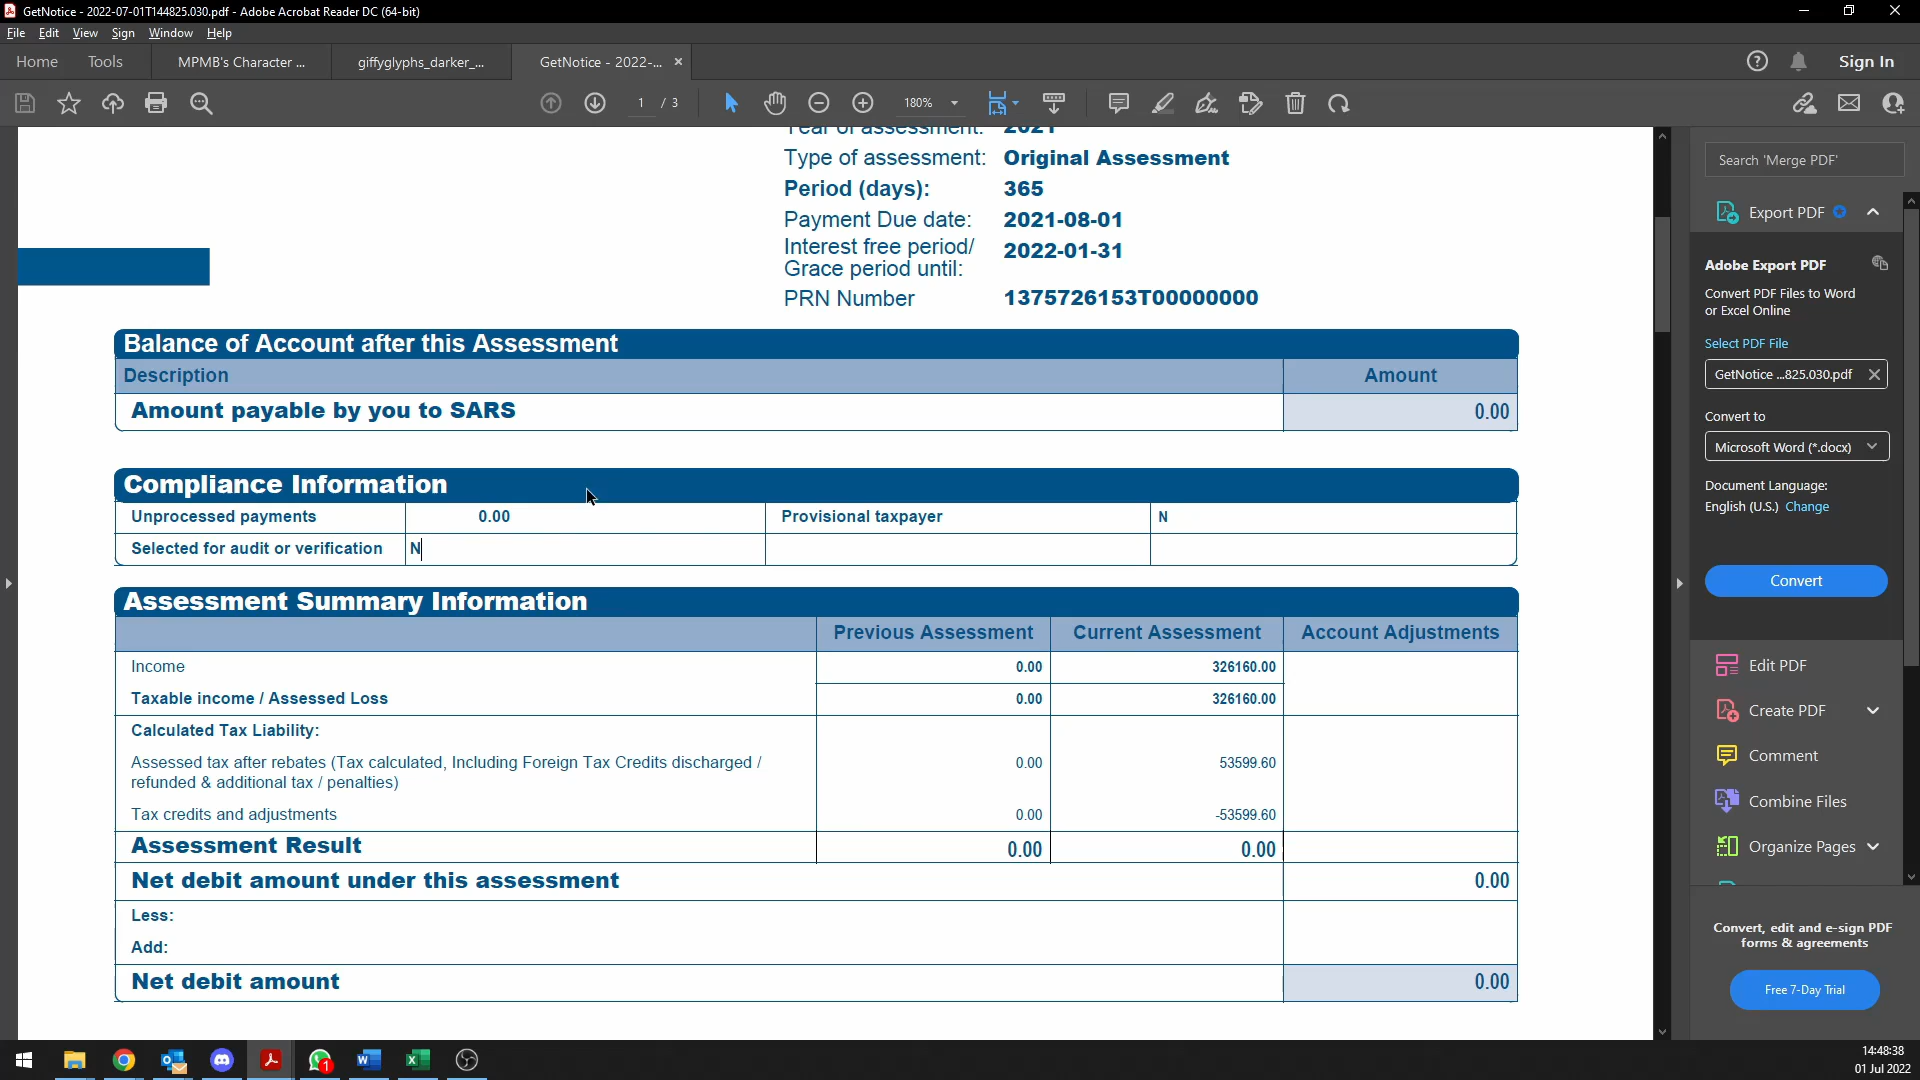 GetNotice - 2022-07-01T144825.030.pdf - Adobe Acrobat Reader DC (64-bit)
File Edit View Sign Window Help
Home Tools MPMB's Character ... giffyglyphs_darker_... GetNotice - 2022-... × Sign In
1 / 3 180%
Year of assessment: 2021
Type of assessment: Original Assessment
Period (days): 365
Payment Due date: 2021-08-01
Interest free period/ 2022-01-31
Grace period until:
PRN Number 1375726153T00000000
Balance of Account after this Assessment
Description Amount
Amount payable by you to SARS 0.00
Compliance Information
Unprocessed payments 0.00 Provisional taxpayer N
Selected for audit or verification N
Assessment Summary Information
Previous Assessment Current Assessment Account Adjustments
Income 0.00 326160.00
Taxable income / Assessed Loss 0.00 326160.00
Calculated Tax Liability:
Assessed tax after rebates (Tax calculated, Including Foreign Tax Credits discharged / 0.00 53599.60
refunded & additional tax / penalties)
Tax credits and adjustments 0.00 -53599.60
Assessment Result 0.00 0.00
Net debit amount under this assessment 0.00
Less:
Add:
Net debit amount 0.00
Search 'Merge PDF'
Export PDF
Adobe Export PDF
Convert PDF Files to Word
or Excel Online
Select PDF File
GetNotice ...825.030.pdf
Convert to
Microsoft Word (*.docx)
Document Language:
English (U.S.) Change
Convert
Edit PDF
Create PDF
Comment
Combine Files
Organize Pages
Convert, edit and e-sign PDF
forms & agreements
Free 7-Day Trial
1
14:48:38
01 Jul 2022